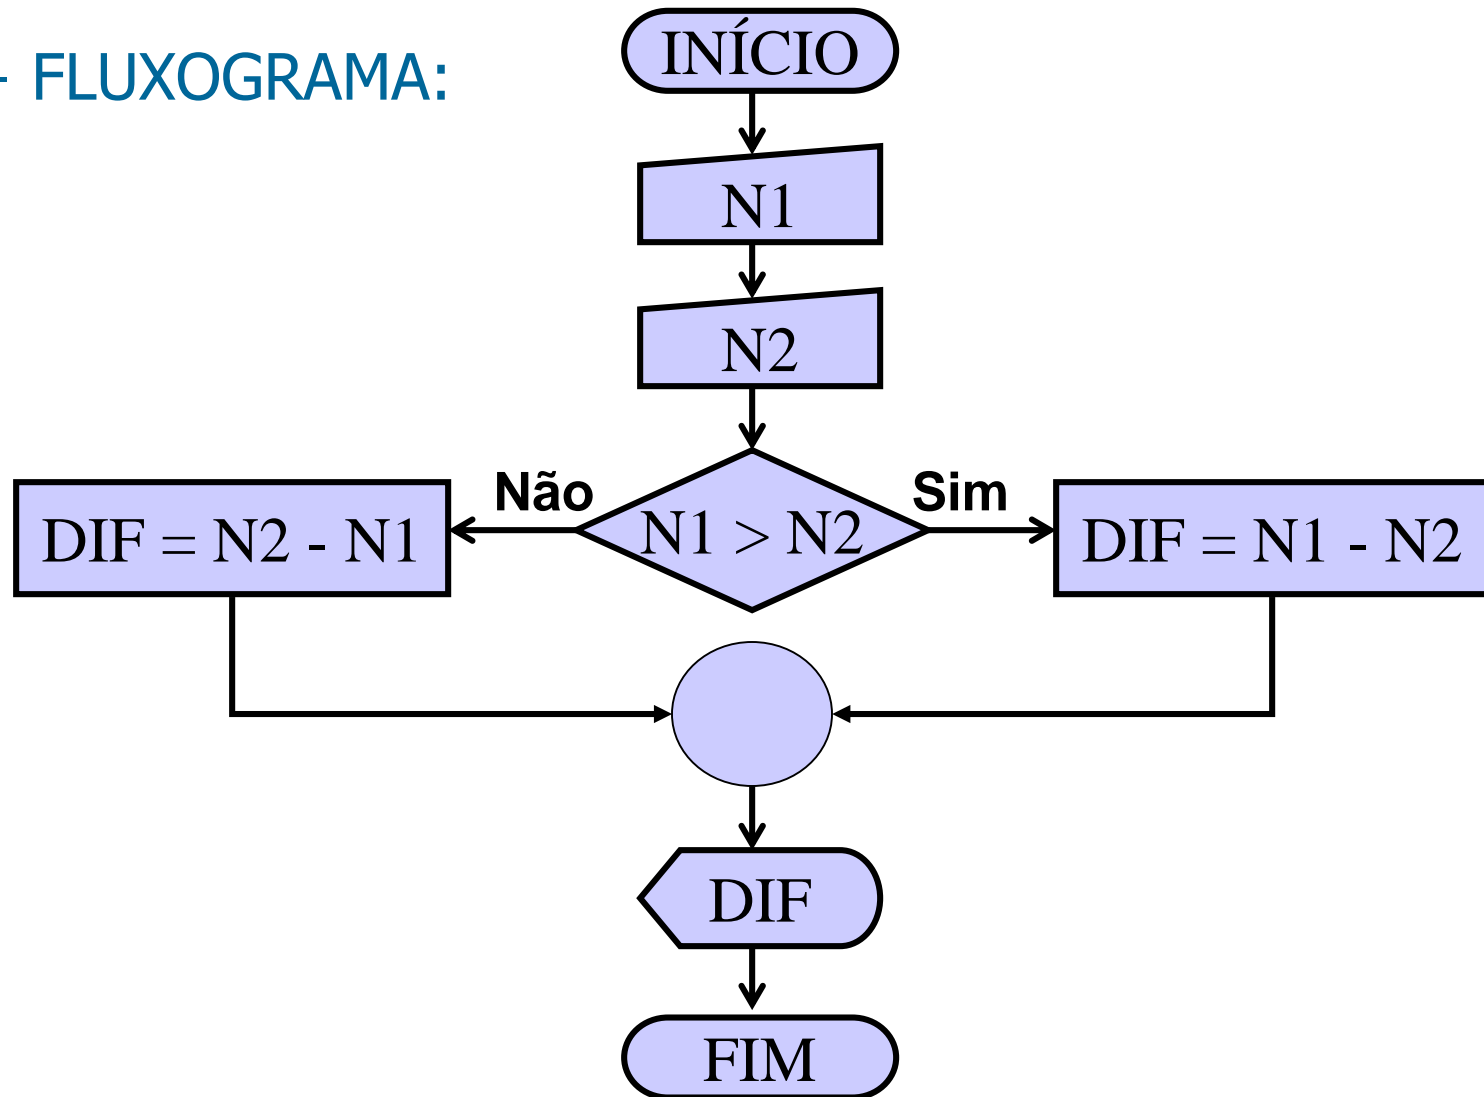 - FLUXOGRAMA:
INÍCIO
N1
N2
Não
Sim
DIF = N2 - N1
N1 > N2
DIF = N1 - N2
DIF
FIM